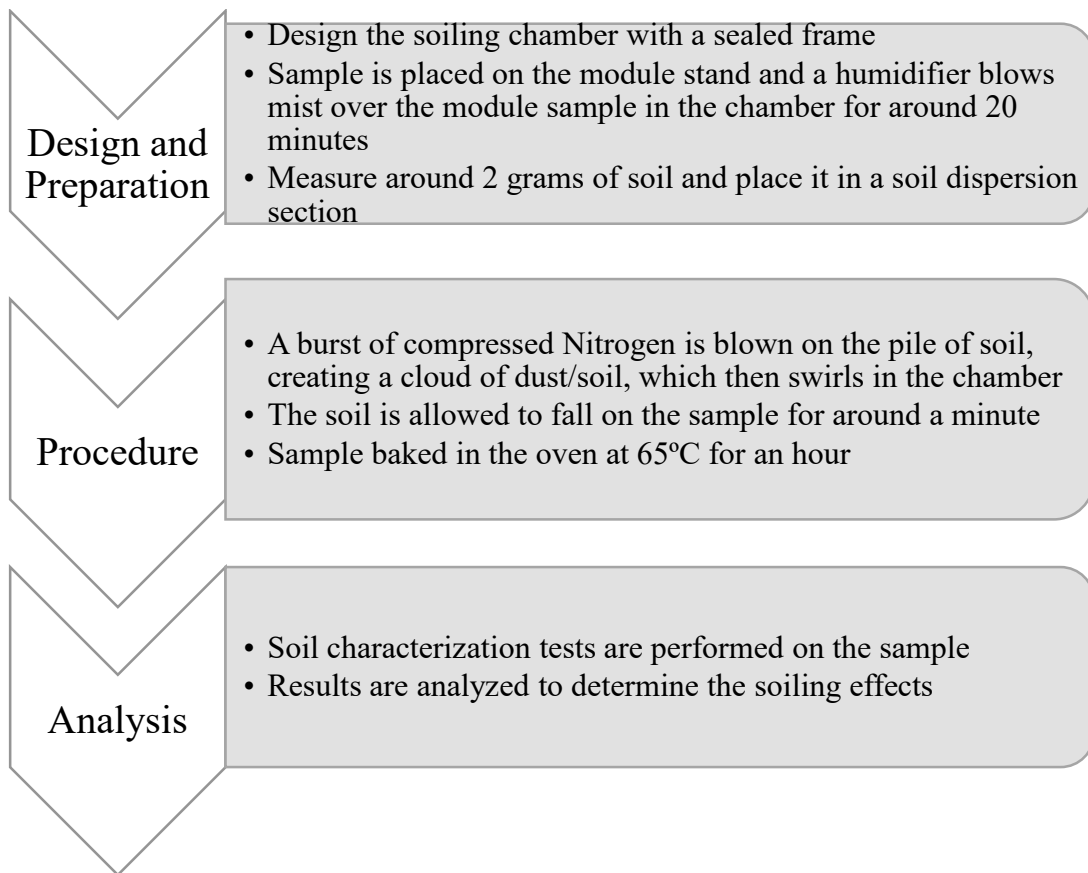 Design and
Preparation
• Design the soiling chamber with a sealed frame
• Sample is placed on the module stand and a humidifier blows
mist over the module sample in the chamber for around 20
minutes
• Measure around 2 grams of soil and place it in a soil dispersion
section
Procedure
• A burst of compressed Nitrogen is blown on the pile of soil,
creating a cloud of dust/soil, which then swirls in the chamber
• The soil is allowed to fall on the sample for around a minute
• Sample baked in the oven at 65ºC for an hour
Analysis
• Soil characterization tests are performed on the sample
• Results are analyzed to determine the soiling effects